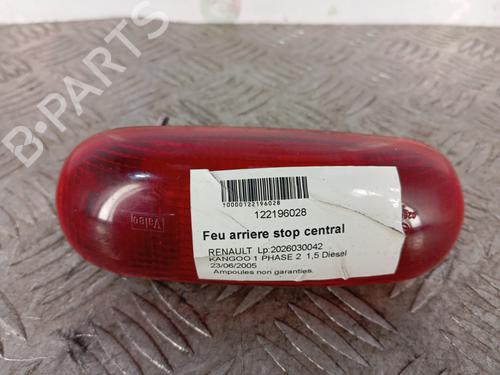 T0000122196028
122196028
Feu arriere stop central
RENAULT Lp:2026030042
KANGOO 1 PHASE 2 1,5 Diesel
23/06/2005
Ampoules non garanties.
Valeo
B-PARTS